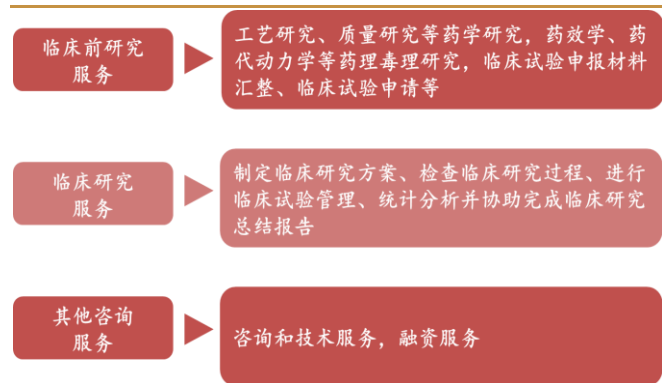 临床前研究
服务
工艺研究、质量研究等药学研究，药效学、药
代动力学等药理毒理研究，临床试验申报材料
汇整、临床试验申请等
临床研究
服务
制定临床研究方案、检查临床研究过程、进行
临床试验管理、统计分析并协助完成临床研究
总结报告
其他咨询
服务
咨询和技术服务，融资服务